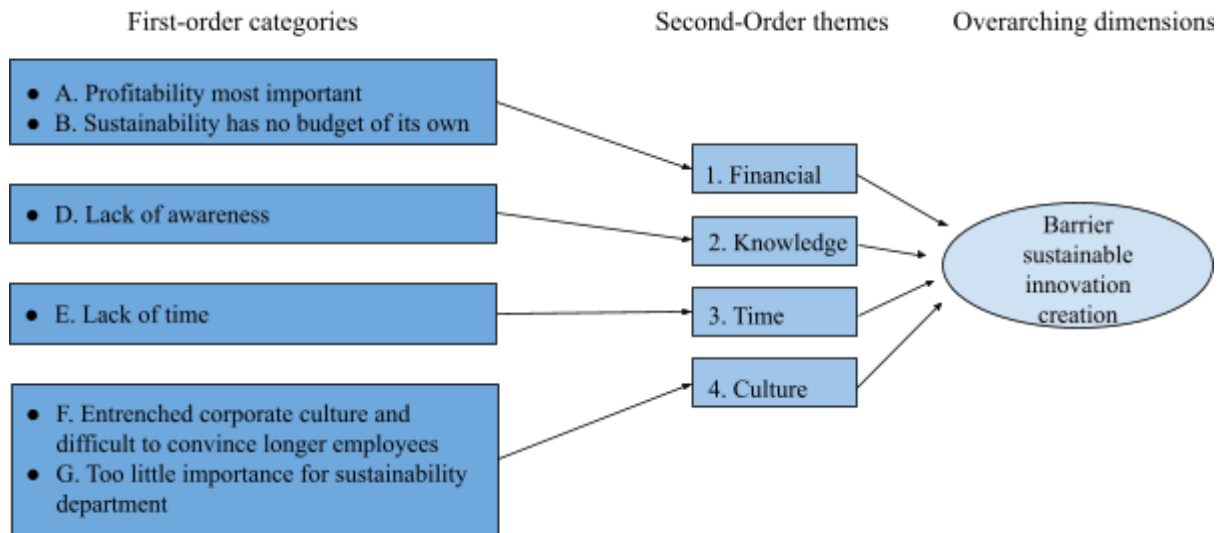 First-order categories
Second-Order themes
Overarching dimensions
● A. Profitability most important
● B. Sustainability has no budget of its own
● D. Lack of awareness
● E. Lack of time
● F. Entrenched corporate culture and
difficult to convince longer employees
● G. Too little importance for sustainability
department
1. Financial
2. Knowledge
3. Time
4. Culture
Barrier
sustainable
innovation
creation